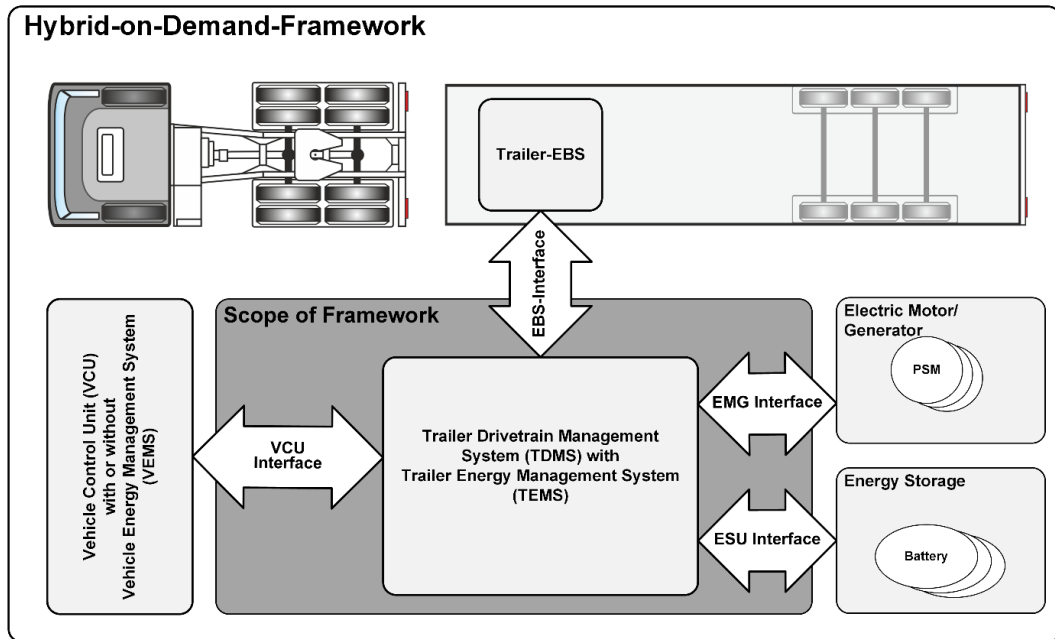 Hybrid-on-Demand-Framework
Trailer-EBS
EBS-Interface
Scope of Framework
Vehicle Control Unit (VCU)
with or without
Vehicle Energy Management System
(VEMS)
VCU
Interface
Trailer Drivetrain Management
System (TDMS) with
Trailer Energy Management System
(TEMS)
EMG Interface
ESU Interface
Electric Motor/
Generator
PSM
Energy Storage
Battery